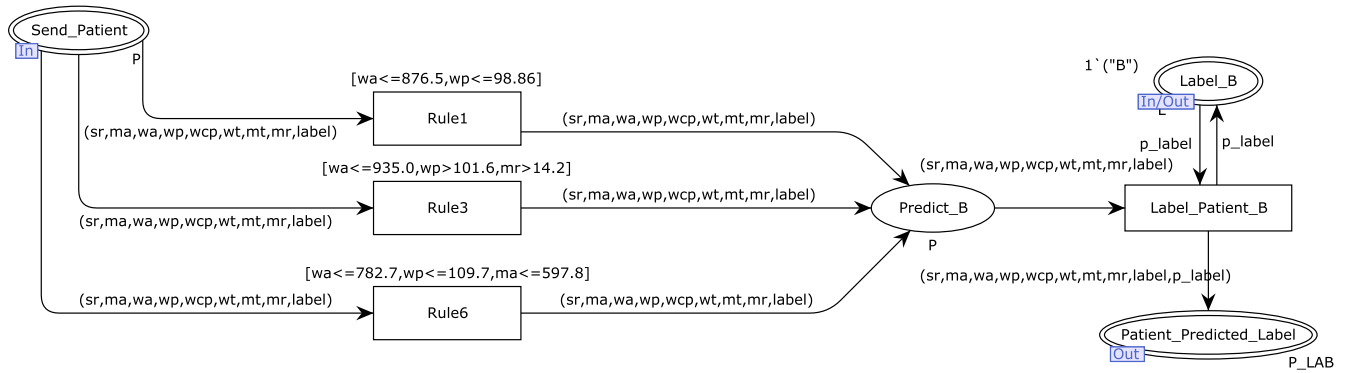 Send_Patient
In
P
[wa<=876.5,wp<=98.86]
Rule1
(sr,ma,wa,wp,wcp,wt,mt,mr,label)
(sr,ma,wa,wp,wcp,wt,mt,mr,label)
[wa<=935.0,wp>101.6,mr>14.2]
Rule3
(sr,ma,wa,wp,wcp,wt,mt,mr,label)
(sr,ma,wa,wp,wcp,wt,mt,mr,label)
[wa<=782.7,wp<=109.7,ma<=597.8]
Rule6
(sr,ma,wa,wp,wcp,wt,mt,mr,label)
(sr,ma,wa,wp,wcp,wt,mt,mr,label)
Predict_B
P
1`("B")
Label_B
In/Out
L
p_label
p_label
(sr,ma,wa,wp,wcp,wt,mt,mr,label)
Label_Patient_B
(sr,ma,wa,wp,wcp,wt,mt,mr,label,p_label)
Patient_Predicted_Label
Out
P_LAB